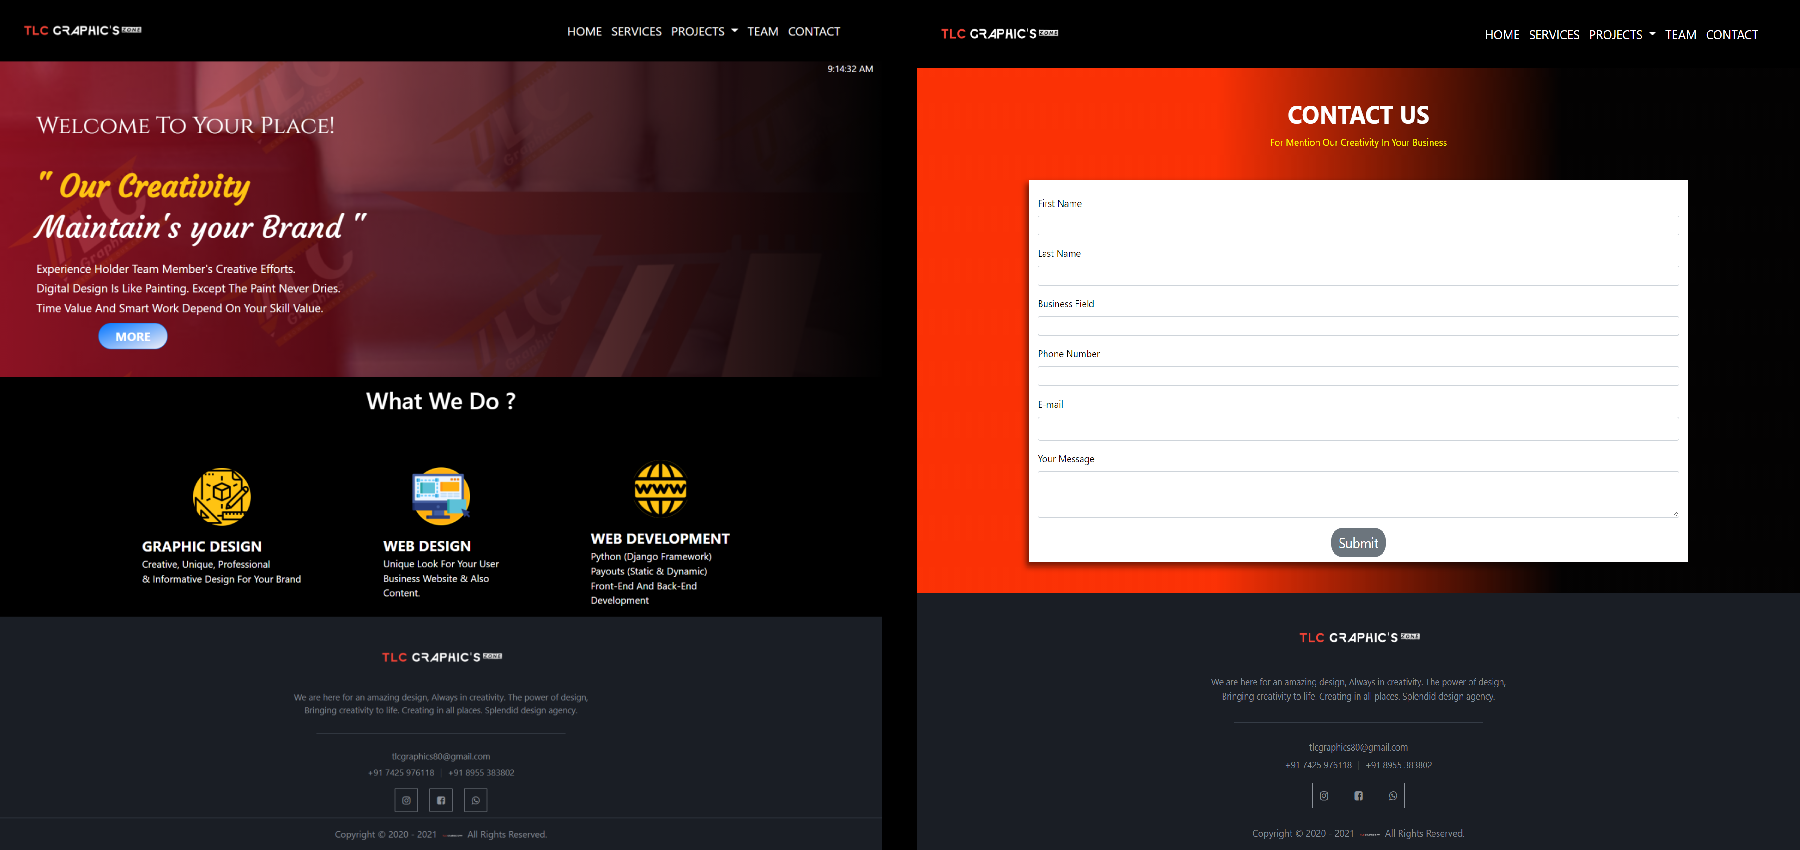 TLC GRAPHIC'S ZONE
HOME SERVICES PROJECTS TEAM CONTACT
9:14:32 AM
Welcome To Your Place!
" Our Creativity
Maintain's your Brand "
Experience Holder Team Member's Creative Efforts.
Digital Design Is Like Painting. Except The Paint Never Dries.
Time Value And Smart Work Depend On Your Skill Value.
MORE
What We Do ?
GRAPHIC DESIGN
Creative, Unique, Professional
& Informative Design For Your Brand
WEB DESIGN
Unique Look For Your User
Business Website & Also
Content.
WWW
WEB DEVELOPMENT
Python (Django Framework)
Payouts (Static & Dynamic)
Front-End And Back-End
Development
TLC GRAPHIC'S ZONE
We are here for an amazing design, Always in creativity. The power of design,
Bringing creativity to life. Creating in all places. Splendid design agency.
tlcgraphics80@gmail.com
+91 7425 976118 | +91 8955 383802
Copyright © 2020 - 2021 All Rights Reserved.
TLC GRAPHIC'S ZONE
HOME SERVICES PROJECTS TEAM CONTACT
CONTACT US
For Mention Our Creativity In Your Business
First Name
Last Name
Business Field
Phone Number
E-mail
Your Message
Submit
TLC GRAPHIC'S ZONE
We are here for an amazing design, Always in creativity. The power of design,
Bringing creativity to life. Creating in all places. Splendid design agency.
tlcgraphics80@gmail.com
+91 7425 976118 | +91 8955 383802
Copyright © 2020 - 2021 All Rights Reserved.